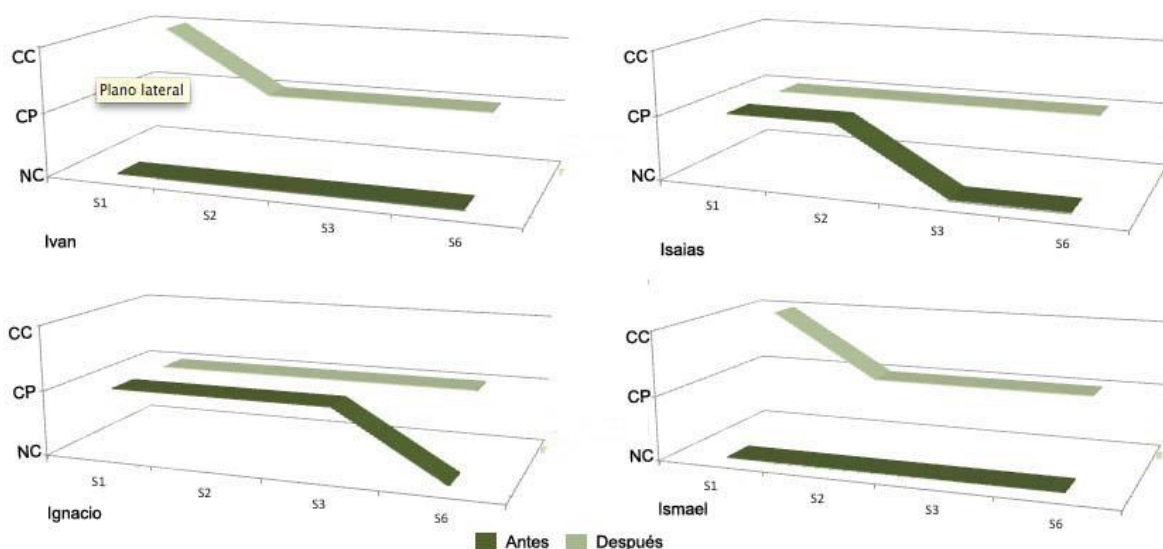 CC
Plano lateral
CP
NC
S1
S2
S3
S6
Ivan
CC
CP
NC
S1
S2
S3
S6
Isaias
CC
CP
NC
S1
S2
S3
S6
Ignacio
CC
CP
NC
S1
S2
S3
S6
Ismael
Antes Después